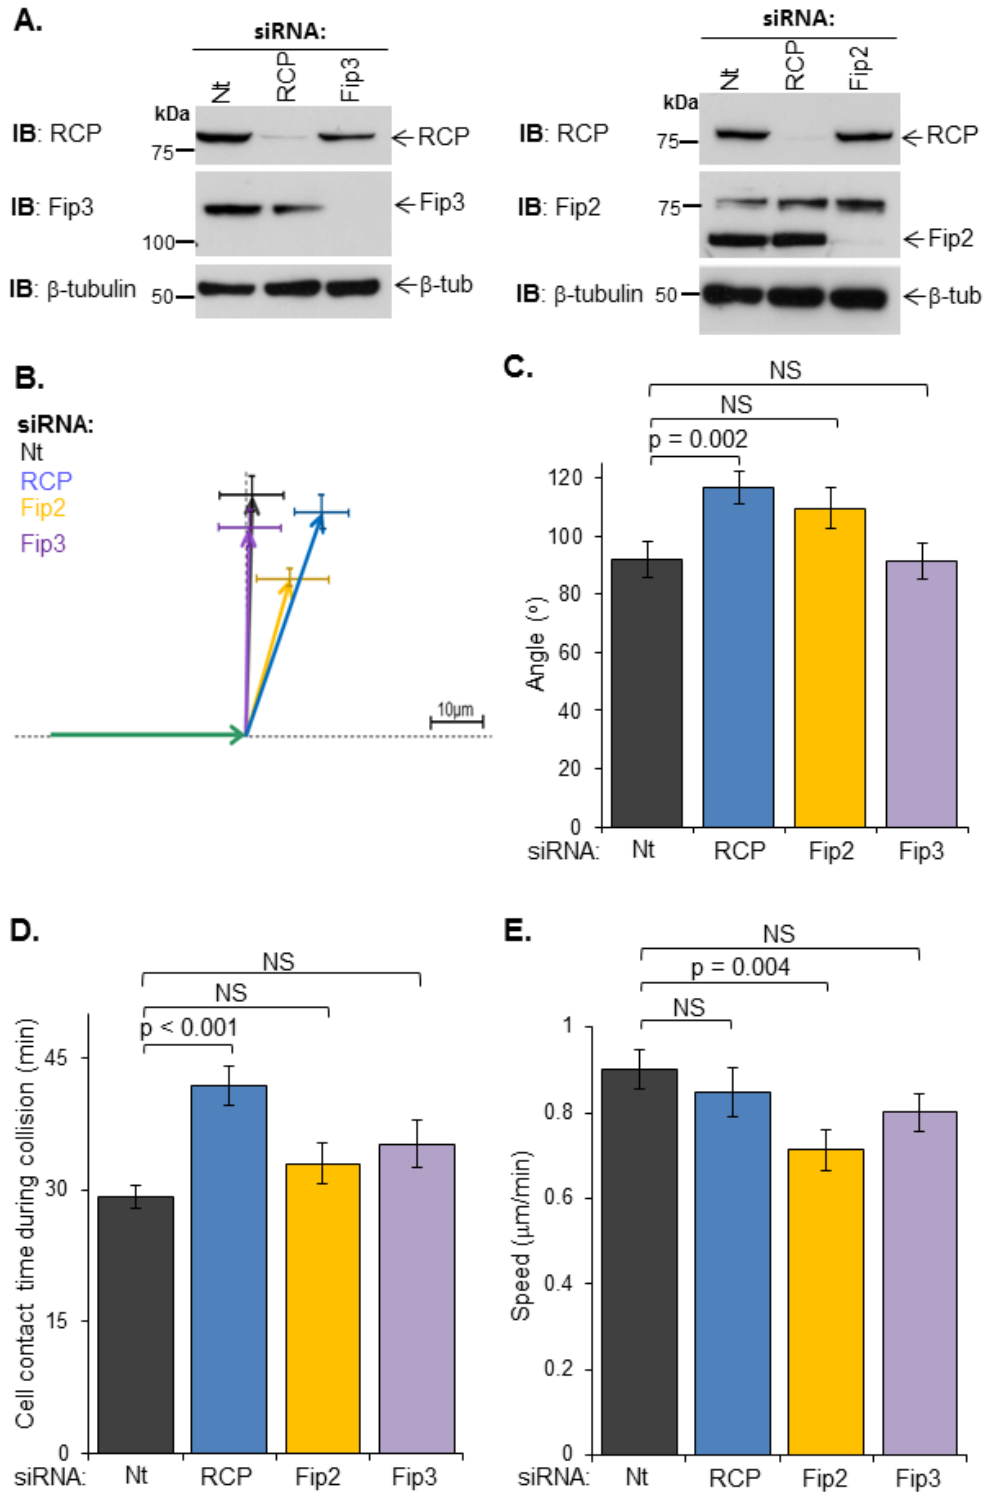 A.
siRNA:
Nt
RCP
Fip3
kDa
IB: RCP
75
RCP
IB: Fip3
100
Fip3
IB: β-tubulin
50
β-tub
siRNA:
Nt
RCP
Fip2
kDa
IB: RCP
75
RCP
IB: Fip2
75
Fip2
IB: β-tubulin
50
β-tub
B.
siRNA:
Nt
RCP
Fip2
Fip3
10µm
C.
NS
NS
p = 0.002
Angle (º)
120
100
80
60
40
20
0
siRNA: Nt RCP Fip2 Fip3
D.
NS
NS
p < 0.001
Cell contact time during collision (min)
45
30
15
0
siRNA: Nt RCP Fip2 Fip3
E.
NS
p = 0.004
NS
Speed (µm/min)
1
0.8
0.6
0.4
0.2
0
siRNA: Nt RCP Fip2 Fip3